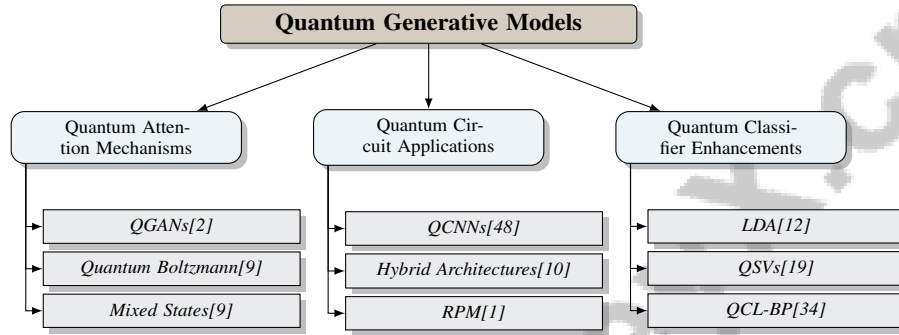 Quantum Generative Models
Quantum Atten-
tion Mechanisms
Quantum Cir-
cuit Applications
Quantum Classi-
fier Enhancements
QGANs[2]
Quantum Boltzmann[9]
Mixed States[9]
QCNNs[48]
Hybrid Architectures[10]
RPM[1]
LDA[12]
QSVs[19]
QCL-BP[34]